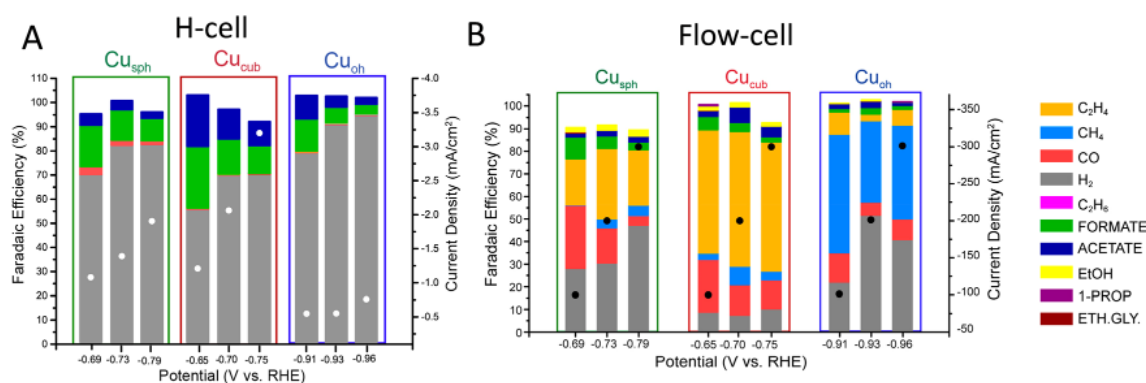 A
H-cell
Cu_sph
Cu_cub
Cu_oh
Faradaic Efficiency (%)
110
100
90
80
70
60
50
40
30
20
10
0
-4.0
-3.5
-3.0
-2.5
-2.0
-1.5
-1.0
-0.5
Current Density (mA/cm²)
-0.69 -0.73 -0.79 -0.65 -0.70 -0.75 -0.91 -0.93 -0.96
Potential (V vs. RHE)
B
Flow-cell
Cu_sph
Cu_cub
Cu_oh
Faradaic Efficiency (%)
100
90
80
70
60
50
40
30
20
10
0
-350
-300
-250
-200
-150
-100
-50
Current Density (mA/cm²)
-0.69 -0.73 -0.79 -0.65 -0.70 -0.75 -0.91 -0.93 -0.96
Potential (V vs. RHE)
C₂H₄
CH₄
CO
H₂
C₂H₆
FORMATE
ACETATE
EtOH
1-PROP
ETH.GLY.